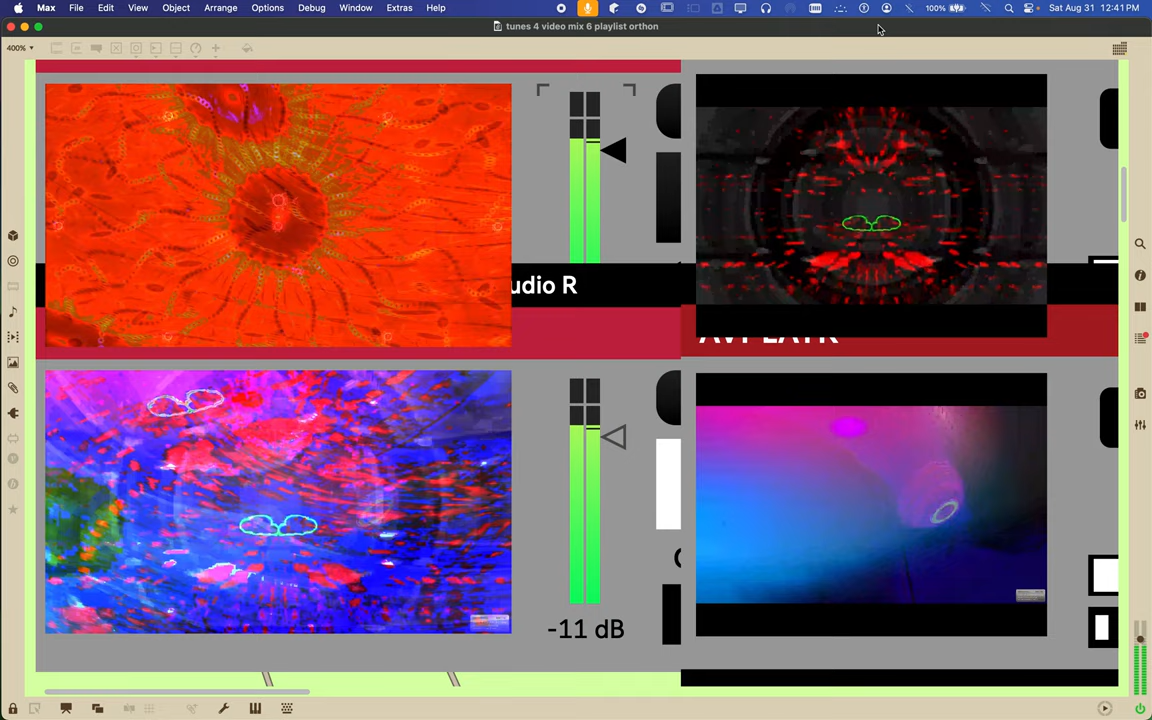 Max File Edit View Object Arrange Options Debug Window Extras Help 100% Sat Aug 31 12:41 PM
tunes 4 video mix 6 playlist orthon
400%
udio R
-11 dB